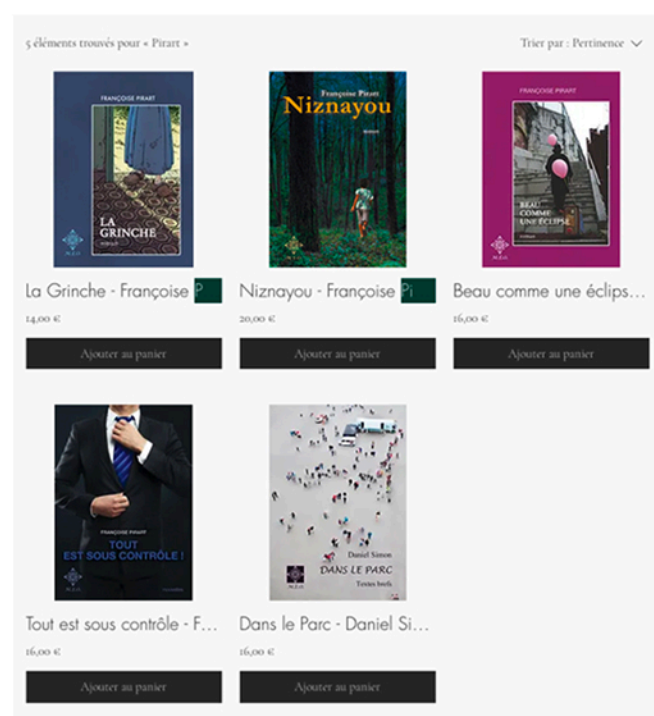 5 éléments trouvés pour « Pirart »
Trier par : Pertinence
FRANÇOISE PIRART
LA
GRINCHE
M.E.O.
Françoise Pirart
Niznayou
roman
M.E.O.
FRANÇOISE PIRART
BEAU
COMME
UNE ÉCLIPSE
M.E.O.
La Grinche - Françoise P
Niznayou - Françoise Pi
Beau comme une éclips...
14,00 €
20,00 €
16,00 €
Ajouter au panier
Ajouter au panier
Ajouter au panier
FRANÇOISE PIRART
TOUT
EST SOUS CONTRÔLE !
M.E.O.
Daniel Simon
DANS LE PARC
Textes brefs
M.E.O.
Tout est sous contrôle - F...
Dans le Parc - Daniel Si...
16,00 €
16,00 €
Ajouter au panier
Ajouter au panier